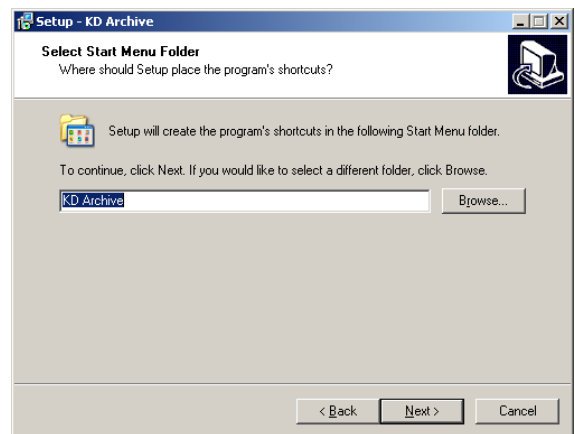 Setup - KD Archive
Select Start Menu Folder
Where should Setup place the program's shortcuts?
Setup will create the program's shortcuts in the following Start Menu folder.
To continue, click Next. If you would like to select a different folder, click Browse.
KD Archive
Browse...
< Back
Next >
Cancel